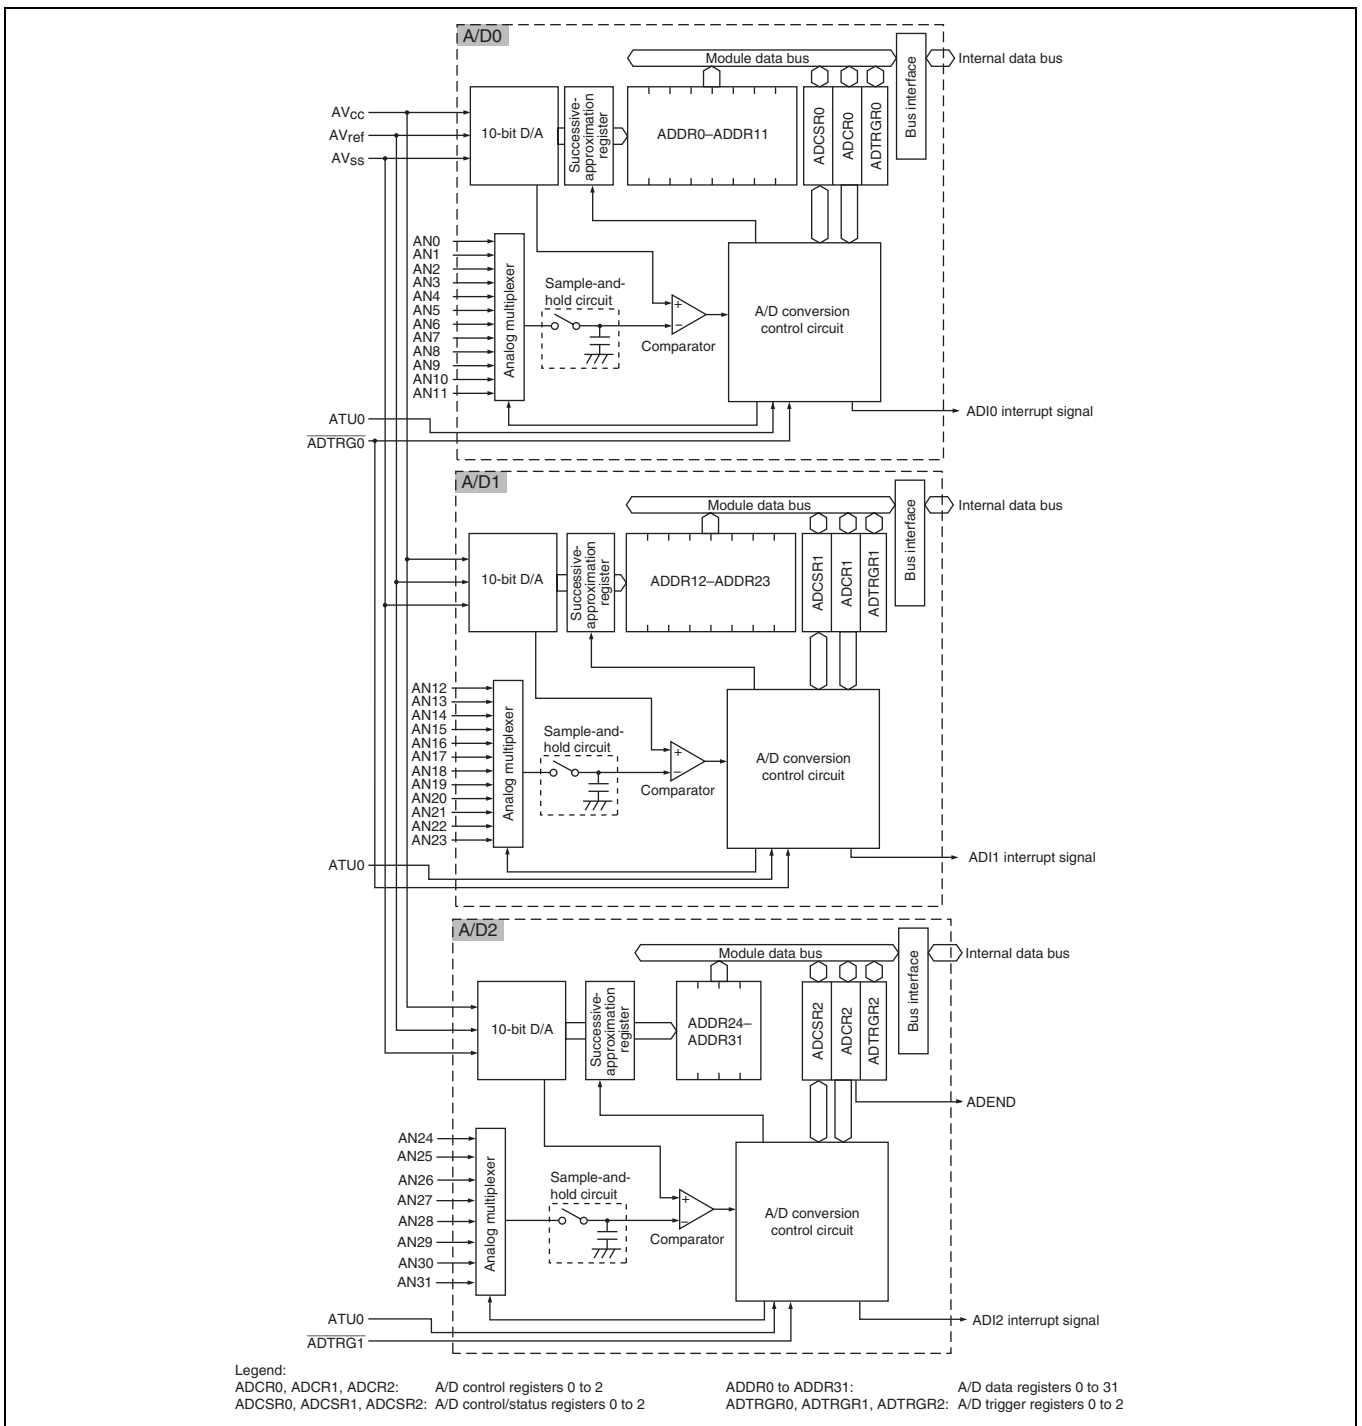 A/D0
Module data bus
Internal data bus
Bus interface
AVcc
AVref
AVss
10-bit D/A
Successive-
approximation
register
ADDR0–ADDR11
ADCSR0
ADCR0
ADTRGR0
AN0
AN1
AN2
AN3
AN4
AN5
AN6
AN7
AN8
AN9
AN10
AN11
Analog multiplexer
Sample-and-
hold circuit
Comparator
+
–
A/D conversion
control circuit
ATU0
ADTRG0
ADI0 interrupt signal
A/D1
Module data bus
Internal data bus
Bus interface
10-bit D/A
Successive-
approximation
register
ADDR12–ADDR23
ADCSR1
ADCR1
ADTRGR1
AN12
AN13
AN14
AN15
AN16
AN17
AN18
AN19
AN20
AN21
AN22
AN23
Analog multiplexer
Sample-and-
hold circuit
Comparator
+
–
A/D conversion
control circuit
ATU0
ADI1 interrupt signal
A/D2
Module data bus
Internal data bus
Bus interface
10-bit D/A
Successive-
approximation
register
ADDR24–
ADDR31
ADCSR2
ADCR2
ADTRGR2
ADEND
AN24
AN25
AN26
AN27
AN28
AN29
AN30
AN31
Analog multiplexer
Sample-and-
hold circuit
Comparator
+
–
A/D conversion
control circuit
ATU0
ADTRG1
ADI2 interrupt signal
Legend:
ADCR0, ADCR1, ADCR2: A/D control registers 0 to 2
ADDR0 to ADDR31: A/D data registers 0 to 31
ADCSR0, ADCSR1, ADCSR2: A/D control/status registers 0 to 2
ADTRGR0, ADTRGR1, ADTRGR2: A/D trigger registers 0 to 2